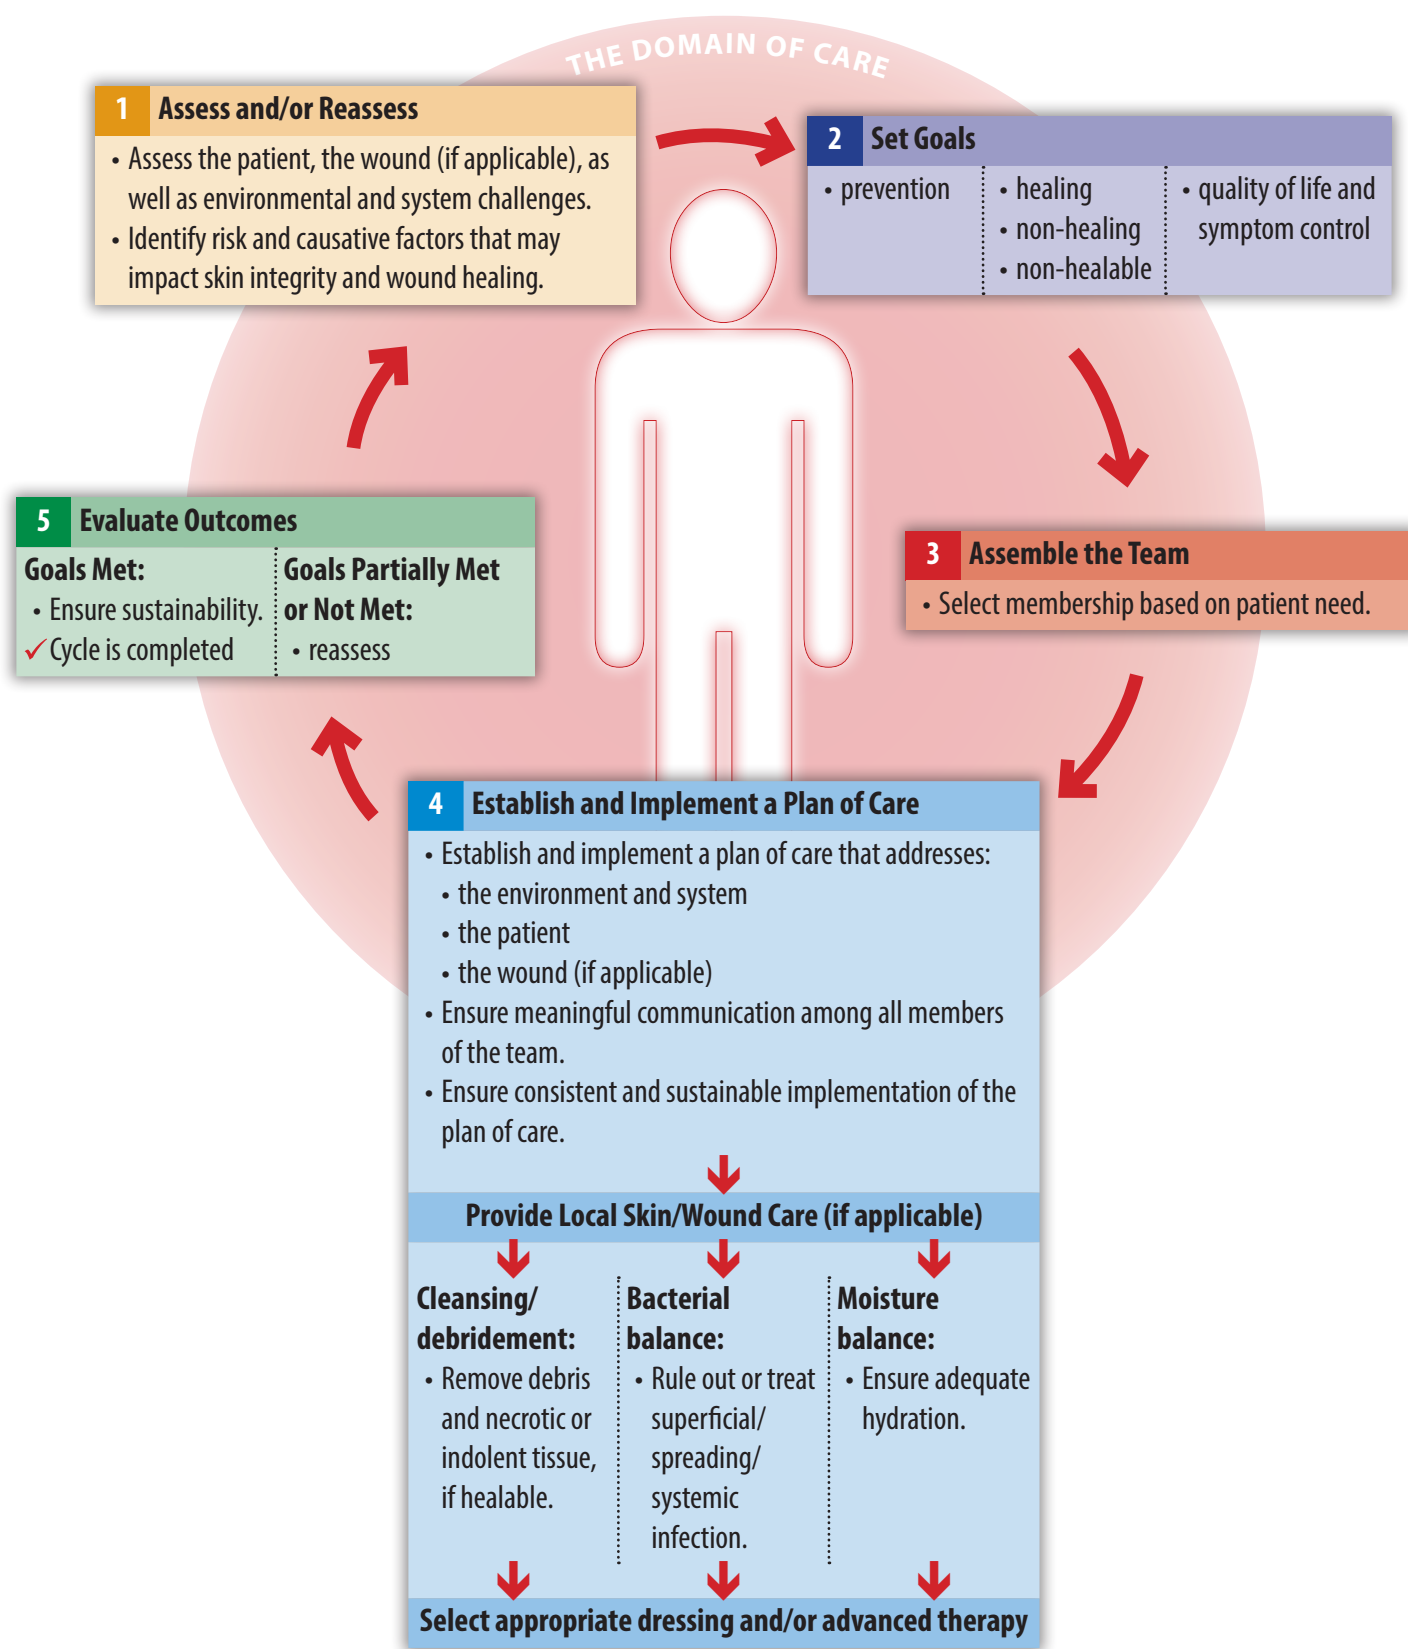 THE DOMAIN OF CARE
1 Assess and/or Reassess
• Assess the patient, the wound (if applicable), as
well as environmental and system challenges.
• Identify risk and causative factors that may
impact skin integrity and wound healing.
2 Set Goals
• prevention
• healing
• non-healing
• non-healable
• quality of life and
symptom control
3 Assemble the Team
• Select membership based on patient need.
4 Establish and Implement a Plan of Care
• Establish and implement a plan of care that addresses:
• the environment and system
• the patient
• the wound (if applicable)
• Ensure meaningful communication among all members
of the team.
• Ensure consistent and sustainable implementation of the
plan of care.
Provide Local Skin/Wound Care (if applicable)
Cleansing/
debridement:
• Remove debris
and necrotic or
indolent tissue,
if healable.
Bacterial
balance:
• Rule out or treat
superficial/
spreading/
systemic
infection.
Moisture
balance:
• Ensure adequate
hydration.
Select appropriate dressing and/or advanced therapy
5 Evaluate Outcomes
Goals Met:
• Ensure sustainability.
✓ Cycle is completed
Goals Partially Met
or Not Met:
• reassess